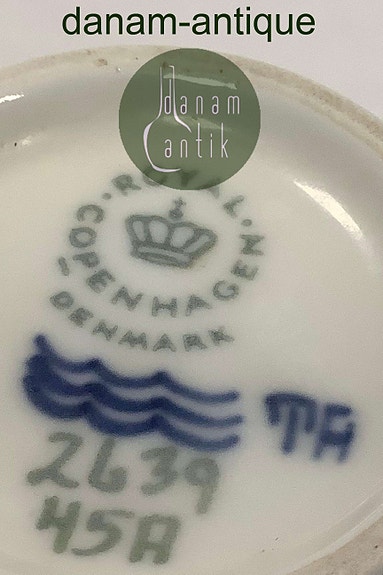 danam-antique
danam
antik
ROYAL
COPENHAGEN
DENMARK
TA
2639
45A